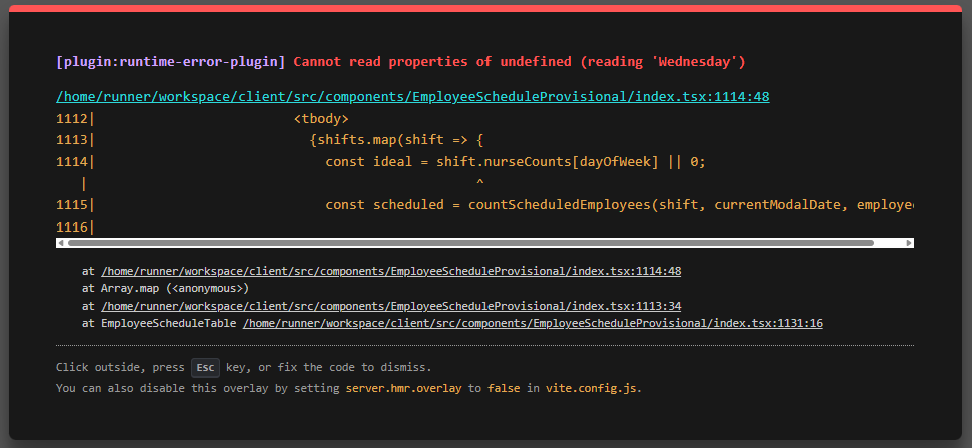 [plugin:runtime-error-plugin] Cannot read properties of undefined (reading 'Wednesday')
/home/runner/workspace/client/src/components/EmployeeScheduleProvisional/index.tsx:1114:48
1112|                         <tbody>
1113|                           {shifts.map(shift => {
1114|                             const ideal = shift.nurseCounts[dayOfWeek] || 0;
   |                                                ^
1115|                             const scheduled = countScheduledEmployees(shift, currentModalDate, employee
1116|
at /home/runner/workspace/client/src/components/EmployeeScheduleProvisional/index.tsx:1114:48
at Array.map (<anonymous>)
at /home/runner/workspace/client/src/components/EmployeeScheduleProvisional/index.tsx:1113:34
at EmployeeScheduleTable /home/runner/workspace/client/src/components/EmployeeScheduleProvisional/index.tsx:1131:16
Click outside, press Esc key, or fix the code to dismiss.
You can also disable this overlay by setting server.hmr.overlay to false in vite.config.js.